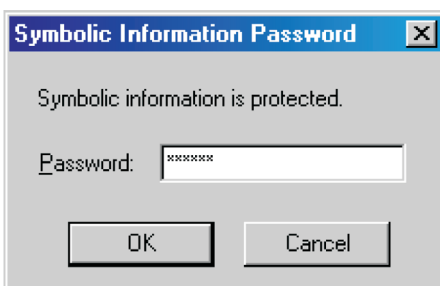 Symbolic Information Password
Symbolic information is protected.
Password: ******
OK Cancel